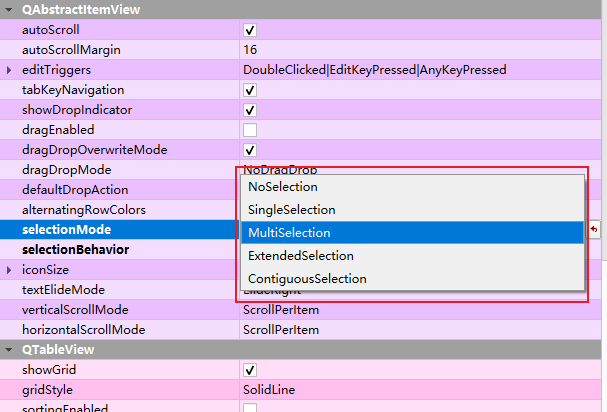 QAbstractItemView
autoScroll
autoScrollMargin 16
editTriggers DoubleClicked|EditKeyPressed|AnyKeyPressed
tabKeyNavigation
showDropIndicator
dragEnabled
dragDropOverwriteMode
dragDropMode NoDragDrop
defaultDropAction NoSelection
alternatingRowColors SingleSelection
selectionMode MultiSelection
selectionBehavior ExtendedSelection
iconSize ContiguousSelection
textElideMode ElideRight
verticalScrollMode ScrollPerItem
horizontalScrollMode ScrollPerItem
QTableView
showGrid
gridStyle SolidLine
sortingEnabled